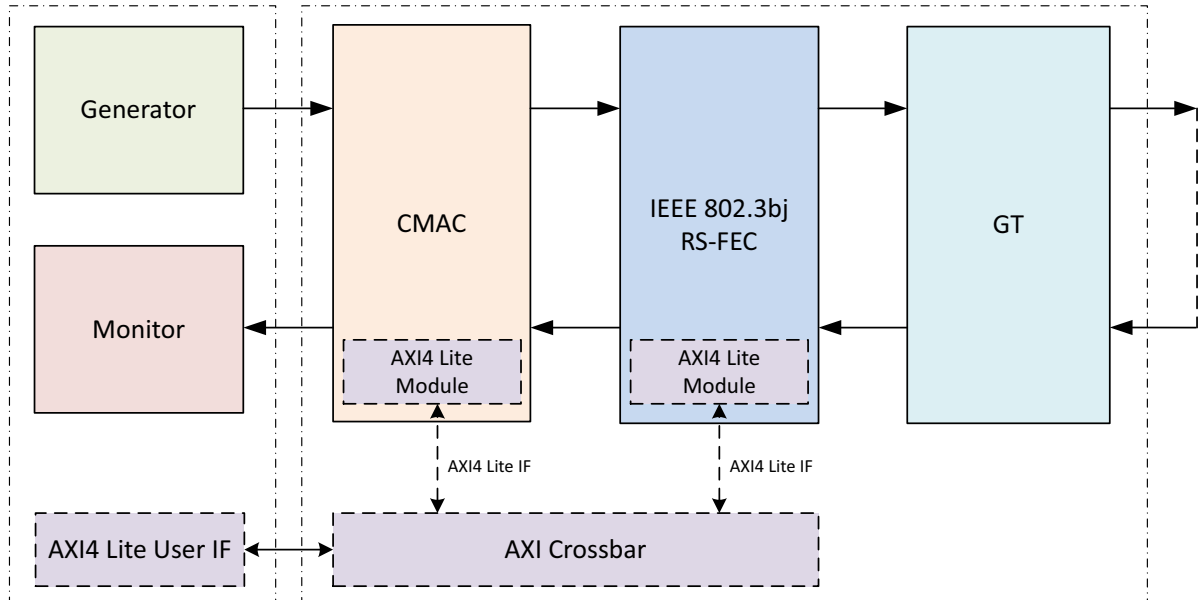 Generator
CMAC
IEEE 802.3bj
RS-FEC
GT
Monitor
AXI4 Lite
Module
AXI4 Lite
Module
AXI4 Lite IF
AXI4 Lite IF
AXI4 Lite User IF
AXI Crossbar